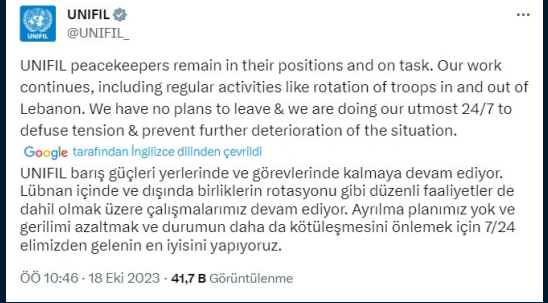 UNIFIL
@UNIFIL_
UNIFIL
UNIFIL peacekeepers remain in their positions and on task. Our work
continues, including regular activities like rotation of troops in and out of
Lebanon. We have no plans to leave & we are doing our utmost 24/7 to
defuse tension & prevent further deterioration of the situation.
Google tarafından İngilizce dilinden çevrildi
UNIFIL barış güçleri yerlerinde ve görevlerinde kalmaya devam ediyor.
Lübnan içinde ve dışında birliklerin rotasyonu gibi düzenli faaliyetler de
dahil olmak üzere çalışmalarımız devam ediyor. Ayrılma planımız yok ve
gerilimi azaltmak ve durumun daha da kötüleşmesini önlemek için 7/24
elimizden gelenin en iyisini yapıyoruz.
ÖÖ 10:46 · 18 Eki 2023 · 41,7 B Görüntülenme